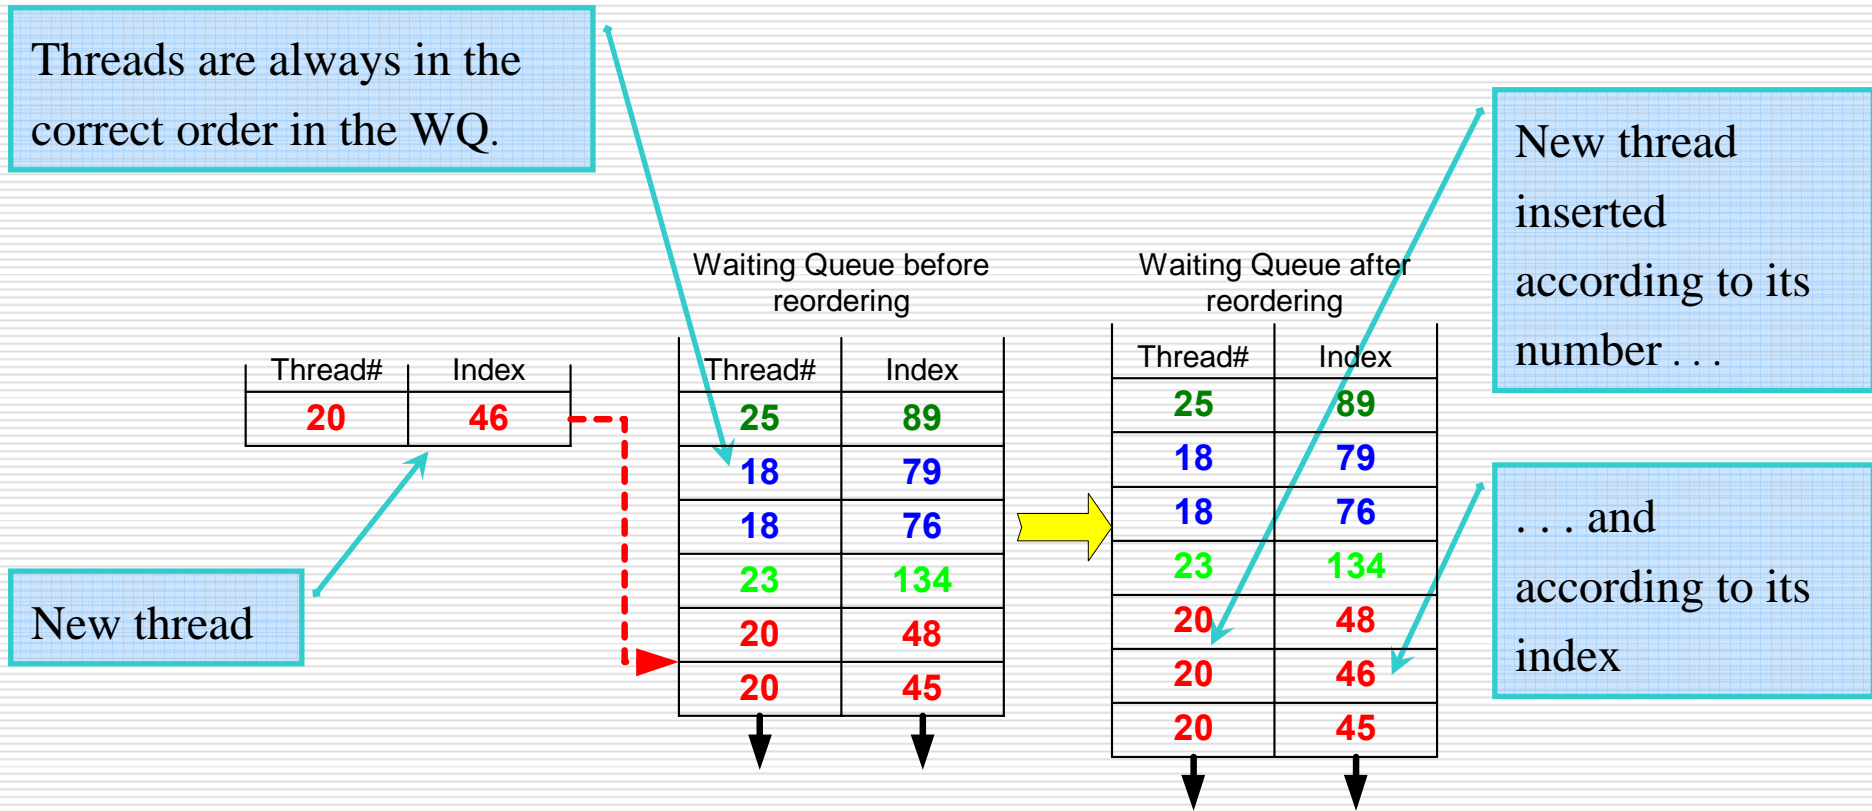 Threads are always in the
correct order in the WQ.
New thread
inserted
according to its
number . . .
Waiting Queue before
reordering
Waiting Queue after
reordering
Thread# Index
20 46
Thread# Index
25 89
18 79
18 76
23 134
20 48
20 45
Thread# Index
25 89
18 79
18 76
23 134
20 48
20 46
20 45
. . . and
according to its
index
New thread